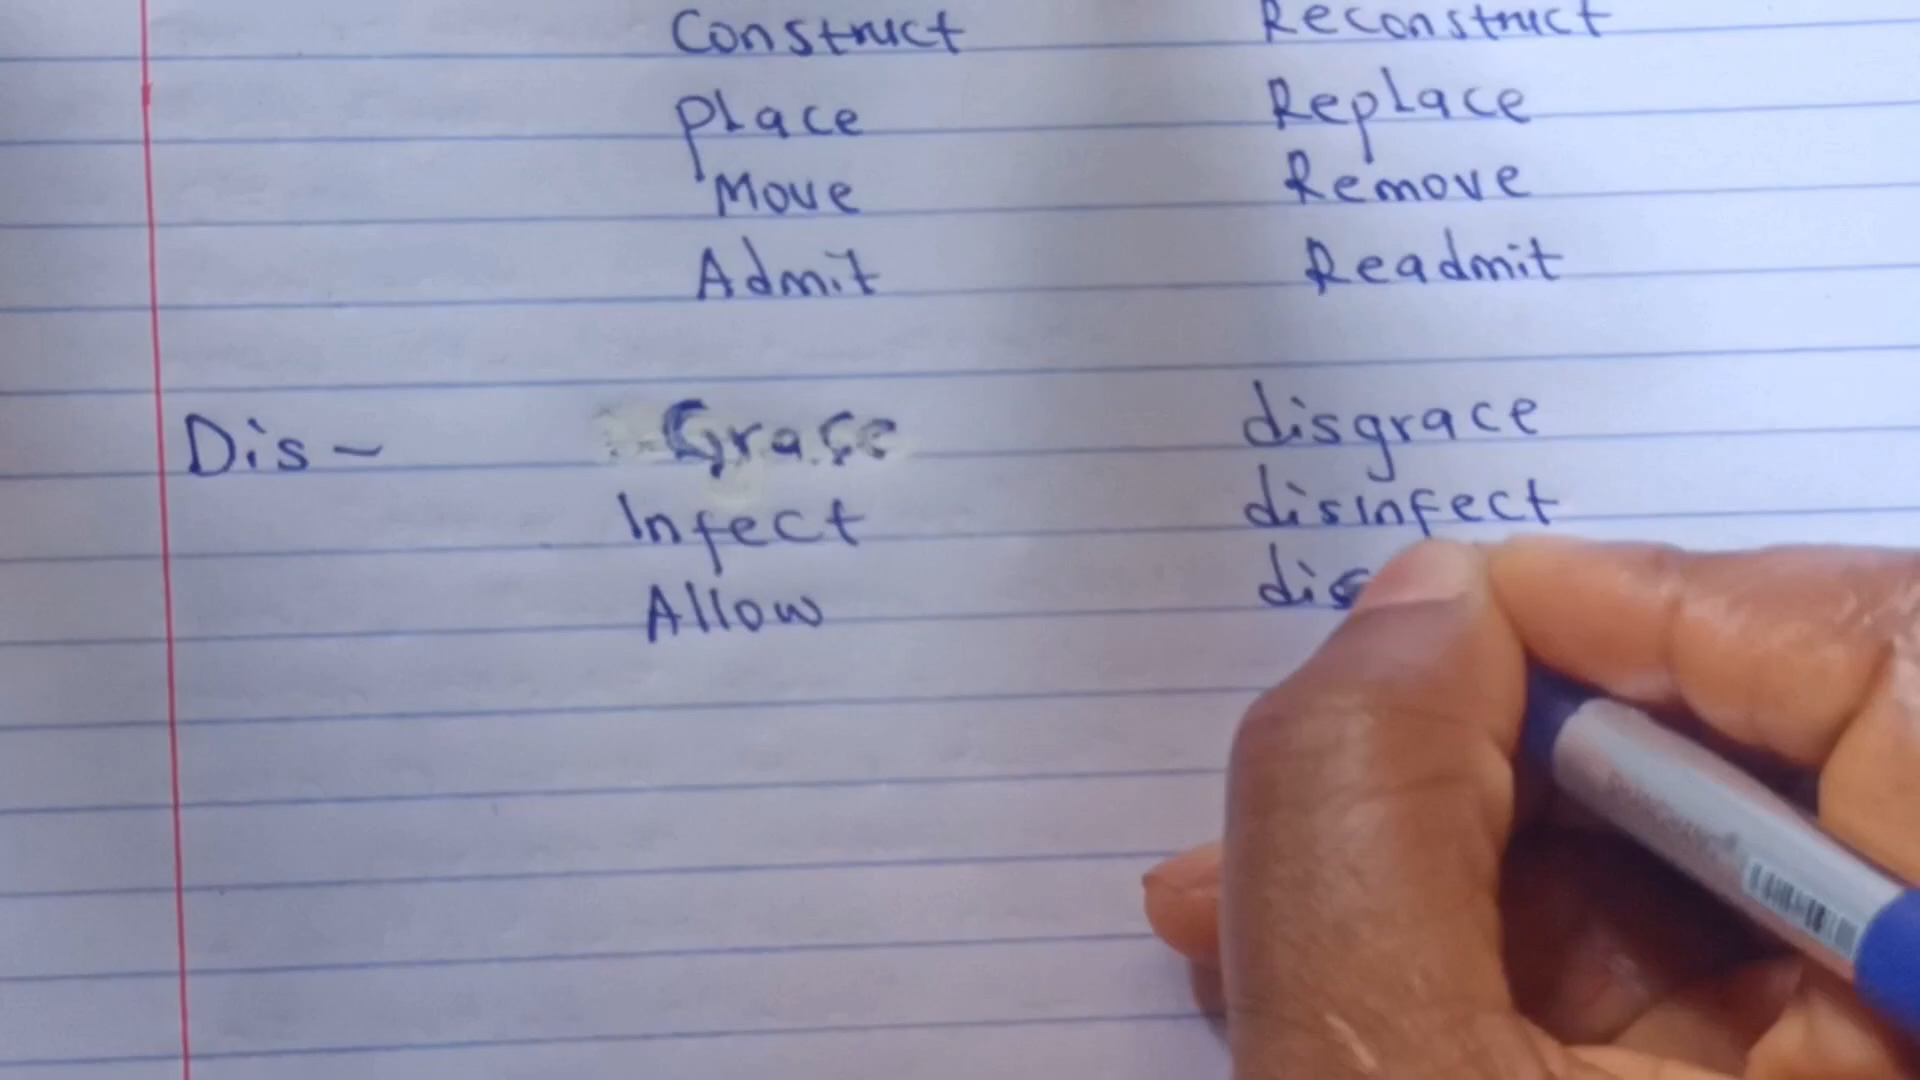 Construct Reconstruct
Place Replace
Move Remove
Admit Readmit
Dis- Grace disgrace
Infect disinfect
Allow dis